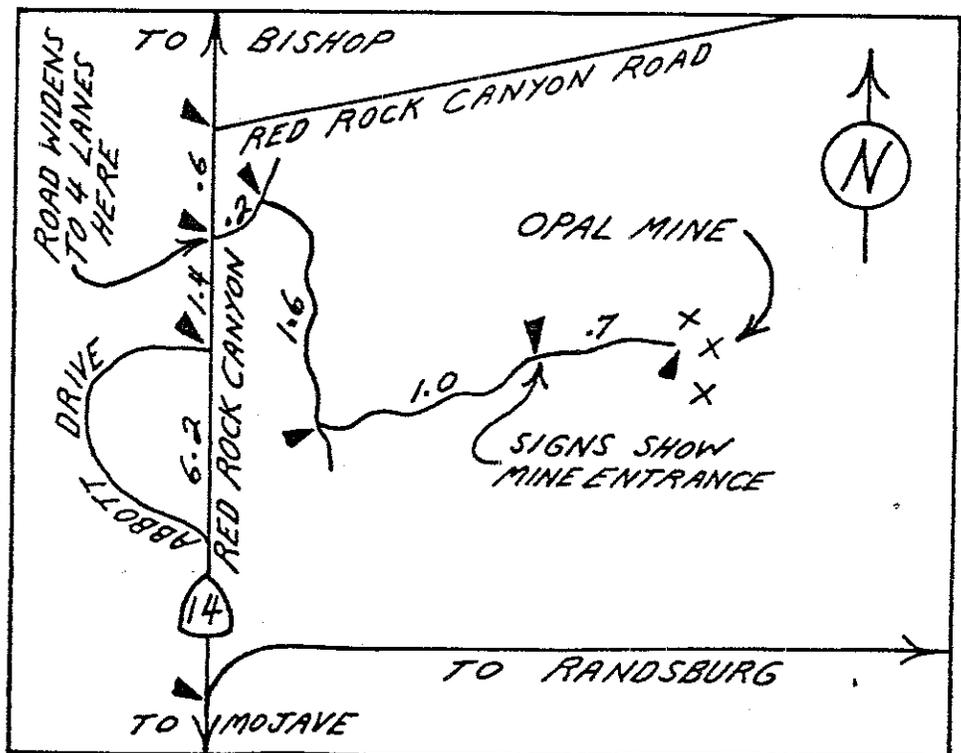 TO BISHOP
RED ROCK CANYON ROAD
ROAD WIDENS
TO 4 LANES
HERE
.6
.2
N
OPAL MINE
1.4
1.6
.7
RED ROCK CANYON
ABBOTT DRIVE
6.2
1.0
SIGNS SHOW
MINE ENTRANCE
14
TO RANDSBURG
TO MOJAVE